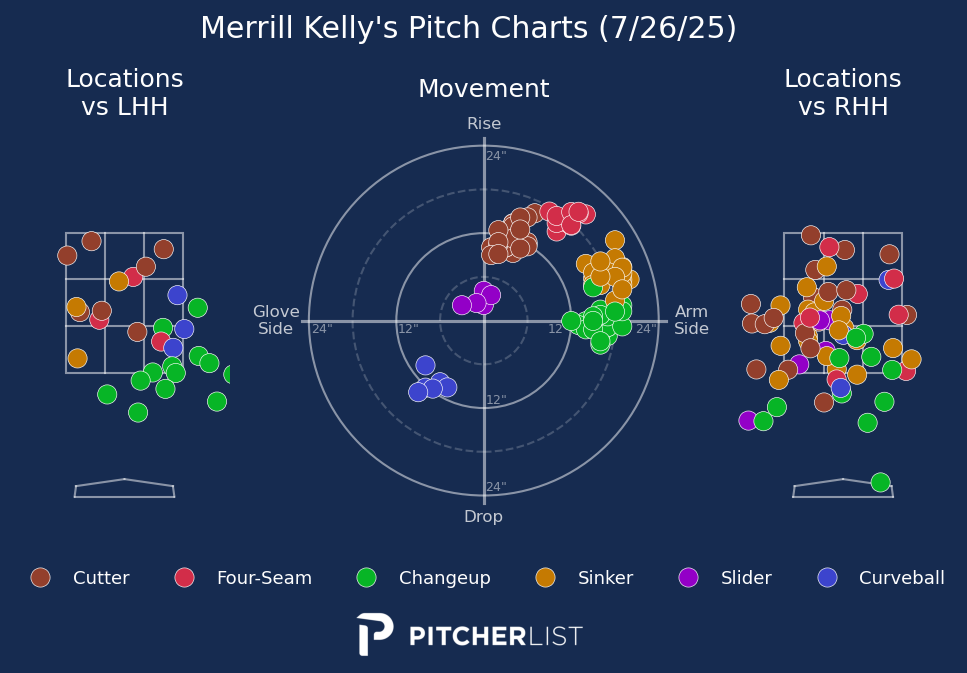 Merrill Kelly's Pitch Charts (7/26/25)
Locations
vs LHH
Movement
Locations
vs RHH
Rise
24"
Glove
Side
24"
12"
12"
24"
Arm
Side
12"
24"
Drop
Cutter
Four-Seam
Changeup
Sinker
Slider
Curveball
PITCHERLIST